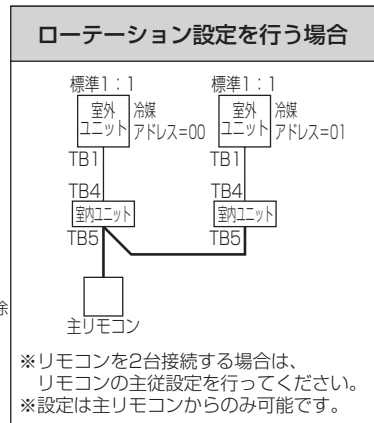 ローテーション設定を行う場合
標準1：1 標準1：1
室外 冷媒 室外 冷媒
ユニット アドレス=00 ユニット アドレス=01
TB1 TB1
TB4 TB4
室内ユニット 室内ユニット
TB5 TB5
除
主リモコン
※リモコンを2台接続する場合は、
リモコンの主従設定を行ってください。
※設定は主リモコンからのみ可能です。